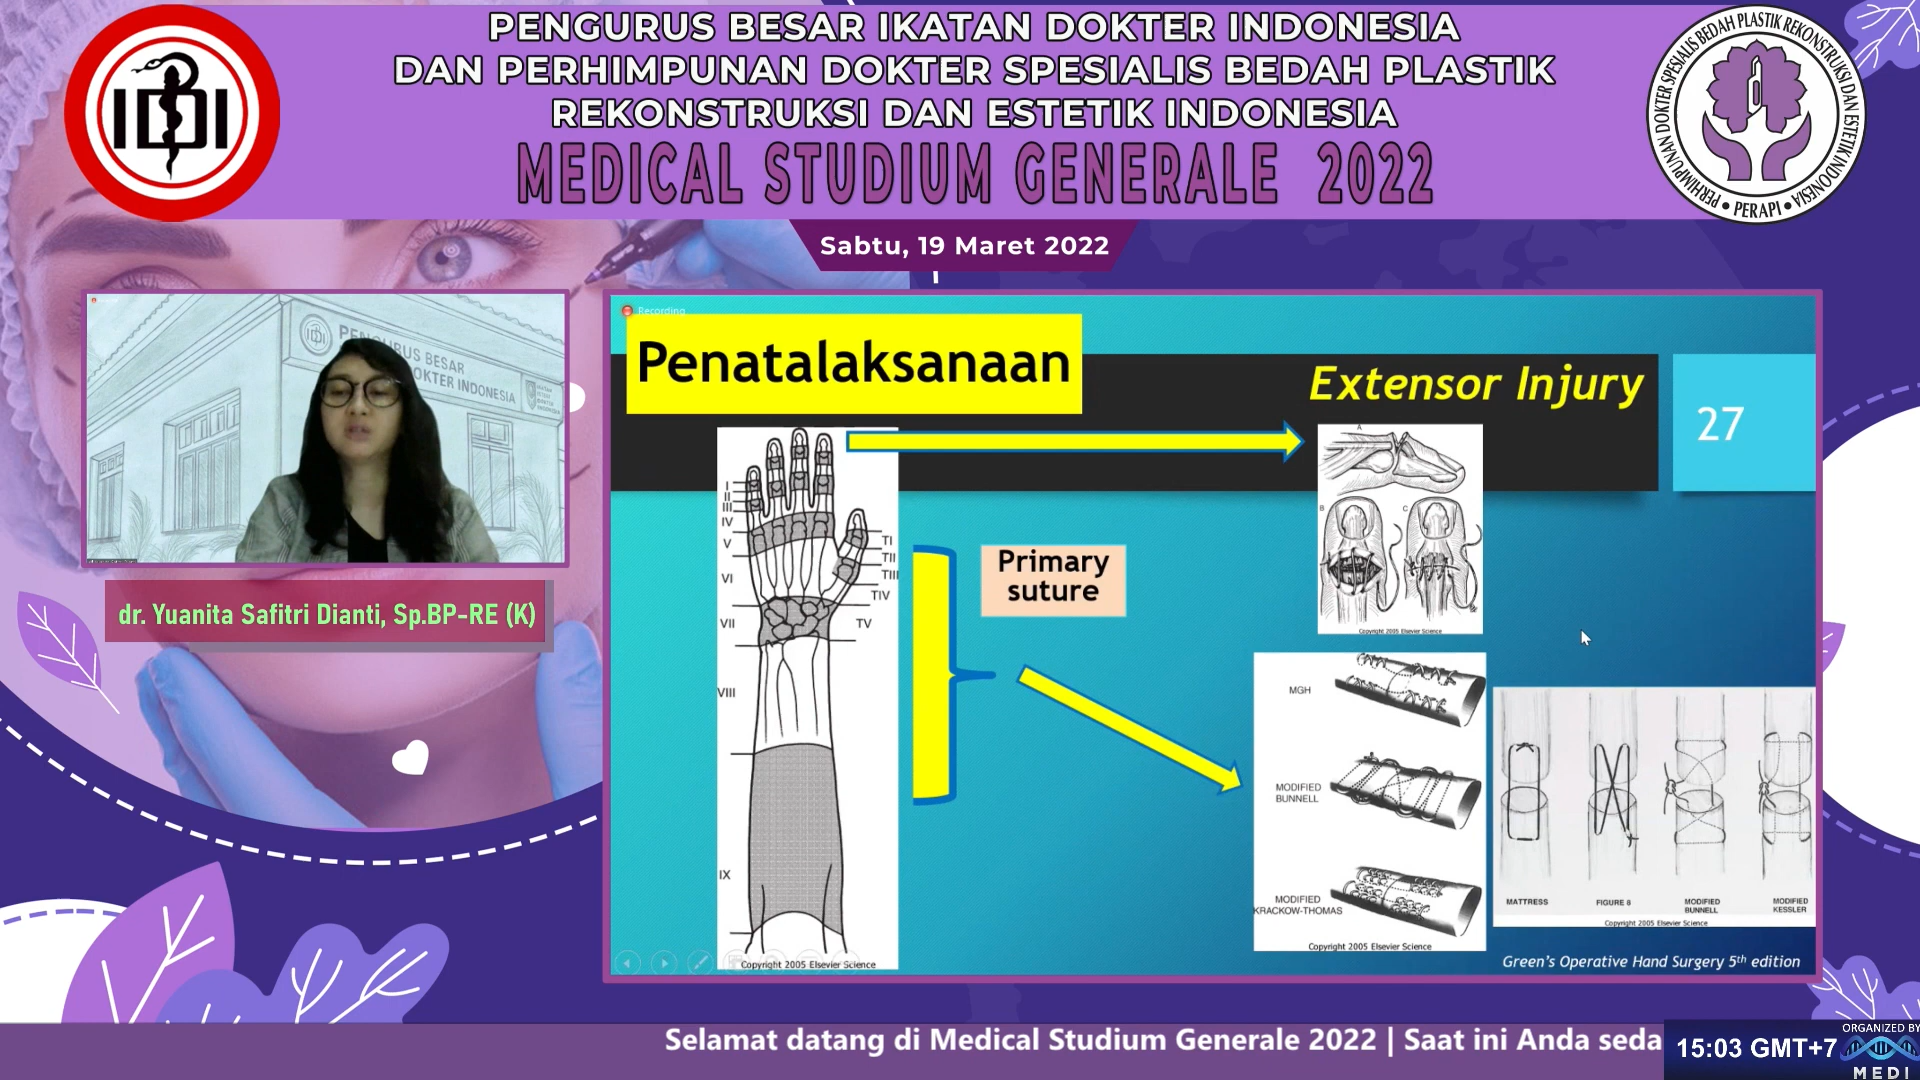 PENGURUS BESAR IKATAN DOKTER INDONESIA
DAN PERHIMPUNAN DOKTER SPESIALIS BEDAH PLASTIK
REKONSTRUKSI DAN ESTETIK INDONESIA
MEDICAL STUDIUM GENERALE 2022
Sabtu, 19 Maret 2022
IDI
PERHIMPUNAN DOKTER SPESIALIS BEDAH PLASTIK REKONSTRUKSI DAN ESTETIK INDONESIA
• PERAPI •
PENGURUS BESAR
DOKTER INDONESIA
dr. Yuanita Safitri Dianti, Sp.BP-RE (K)
Recording
Penatalaksanaan
Extensor Injury
27
I
II
III
IV
V
VI
VII
VIII
IX
TI
TII
TIII
TIV
TV
Copyright 2005 Elsevier Science
Primary
suture
A
B
C
Copyright 2005 Elsevier Science
MGH
MODIFIED
BUNNELL
MODIFIED
KRACKOW-THOMAS
Copyright 2005 Elsevier Science
MATTRESS
FIGURE 8
MODIFIED
BUNNELL
MODIFIED
KESSLER
Copyright 2005 Elsevier Science
Green's Operative Hand Surgery 5th edition
Selamat datang di Medical Studium Generale 2022 | Saat ini Anda seda
15:03 GMT+7
ORGANIZED BY
MEDI